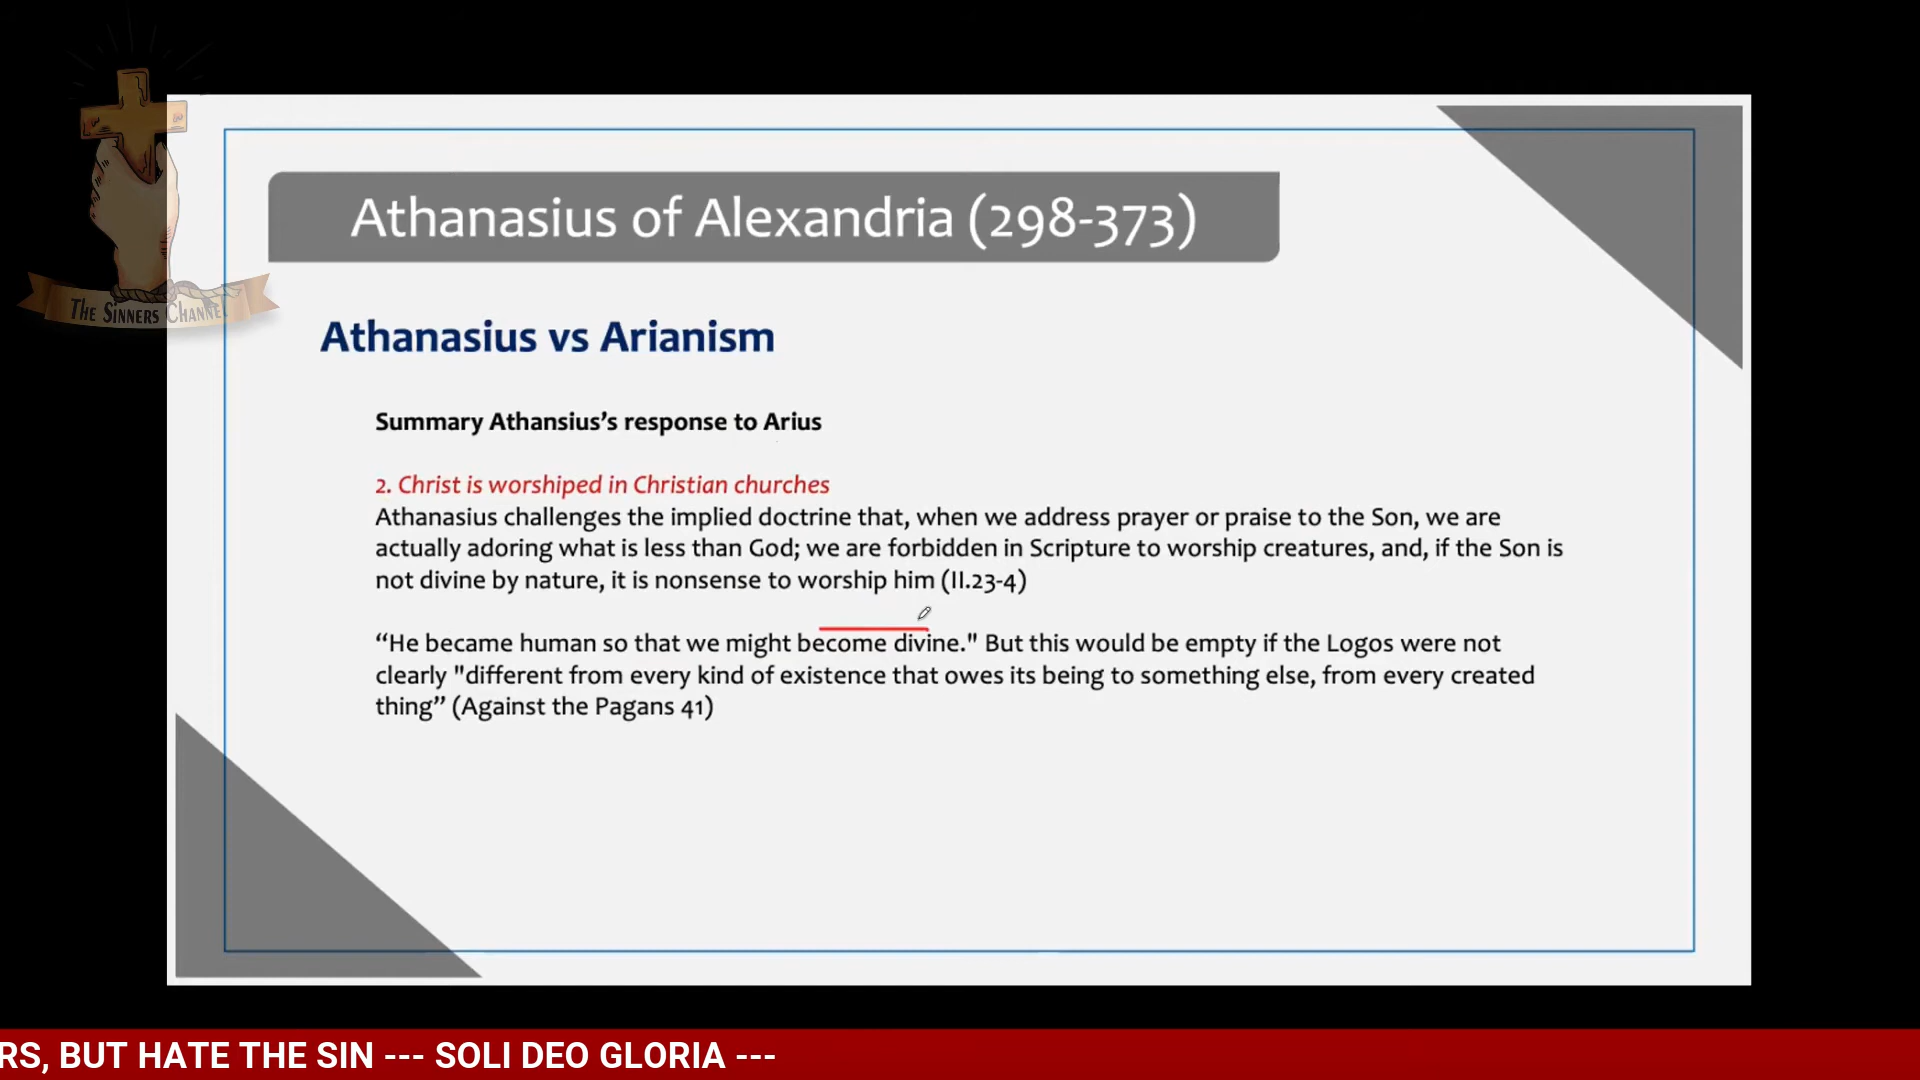 Athanasius of Alexandria (298-373)
THE SINNERS CHANNEL
Athanasius vs Arianism
Summary Athansius’s response to Arius
2. Christ is worshiped in Christian churches
Athanasius challenges the implied doctrine that, when we address prayer or praise to the Son, we are
actually adoring what is less than God; we are forbidden in Scripture to worship creatures, and, if the Son is
not divine by nature, it is nonsense to worship him (II.23-4)
“He became human so that we might become divine." But this would be empty if the Logos were not
clearly "different from every kind of existence that owes its being to something else, from every created
thing” (Against the Pagans 41)
RS, BUT HATE THE SIN --- SOLI DEO GLORIA ---